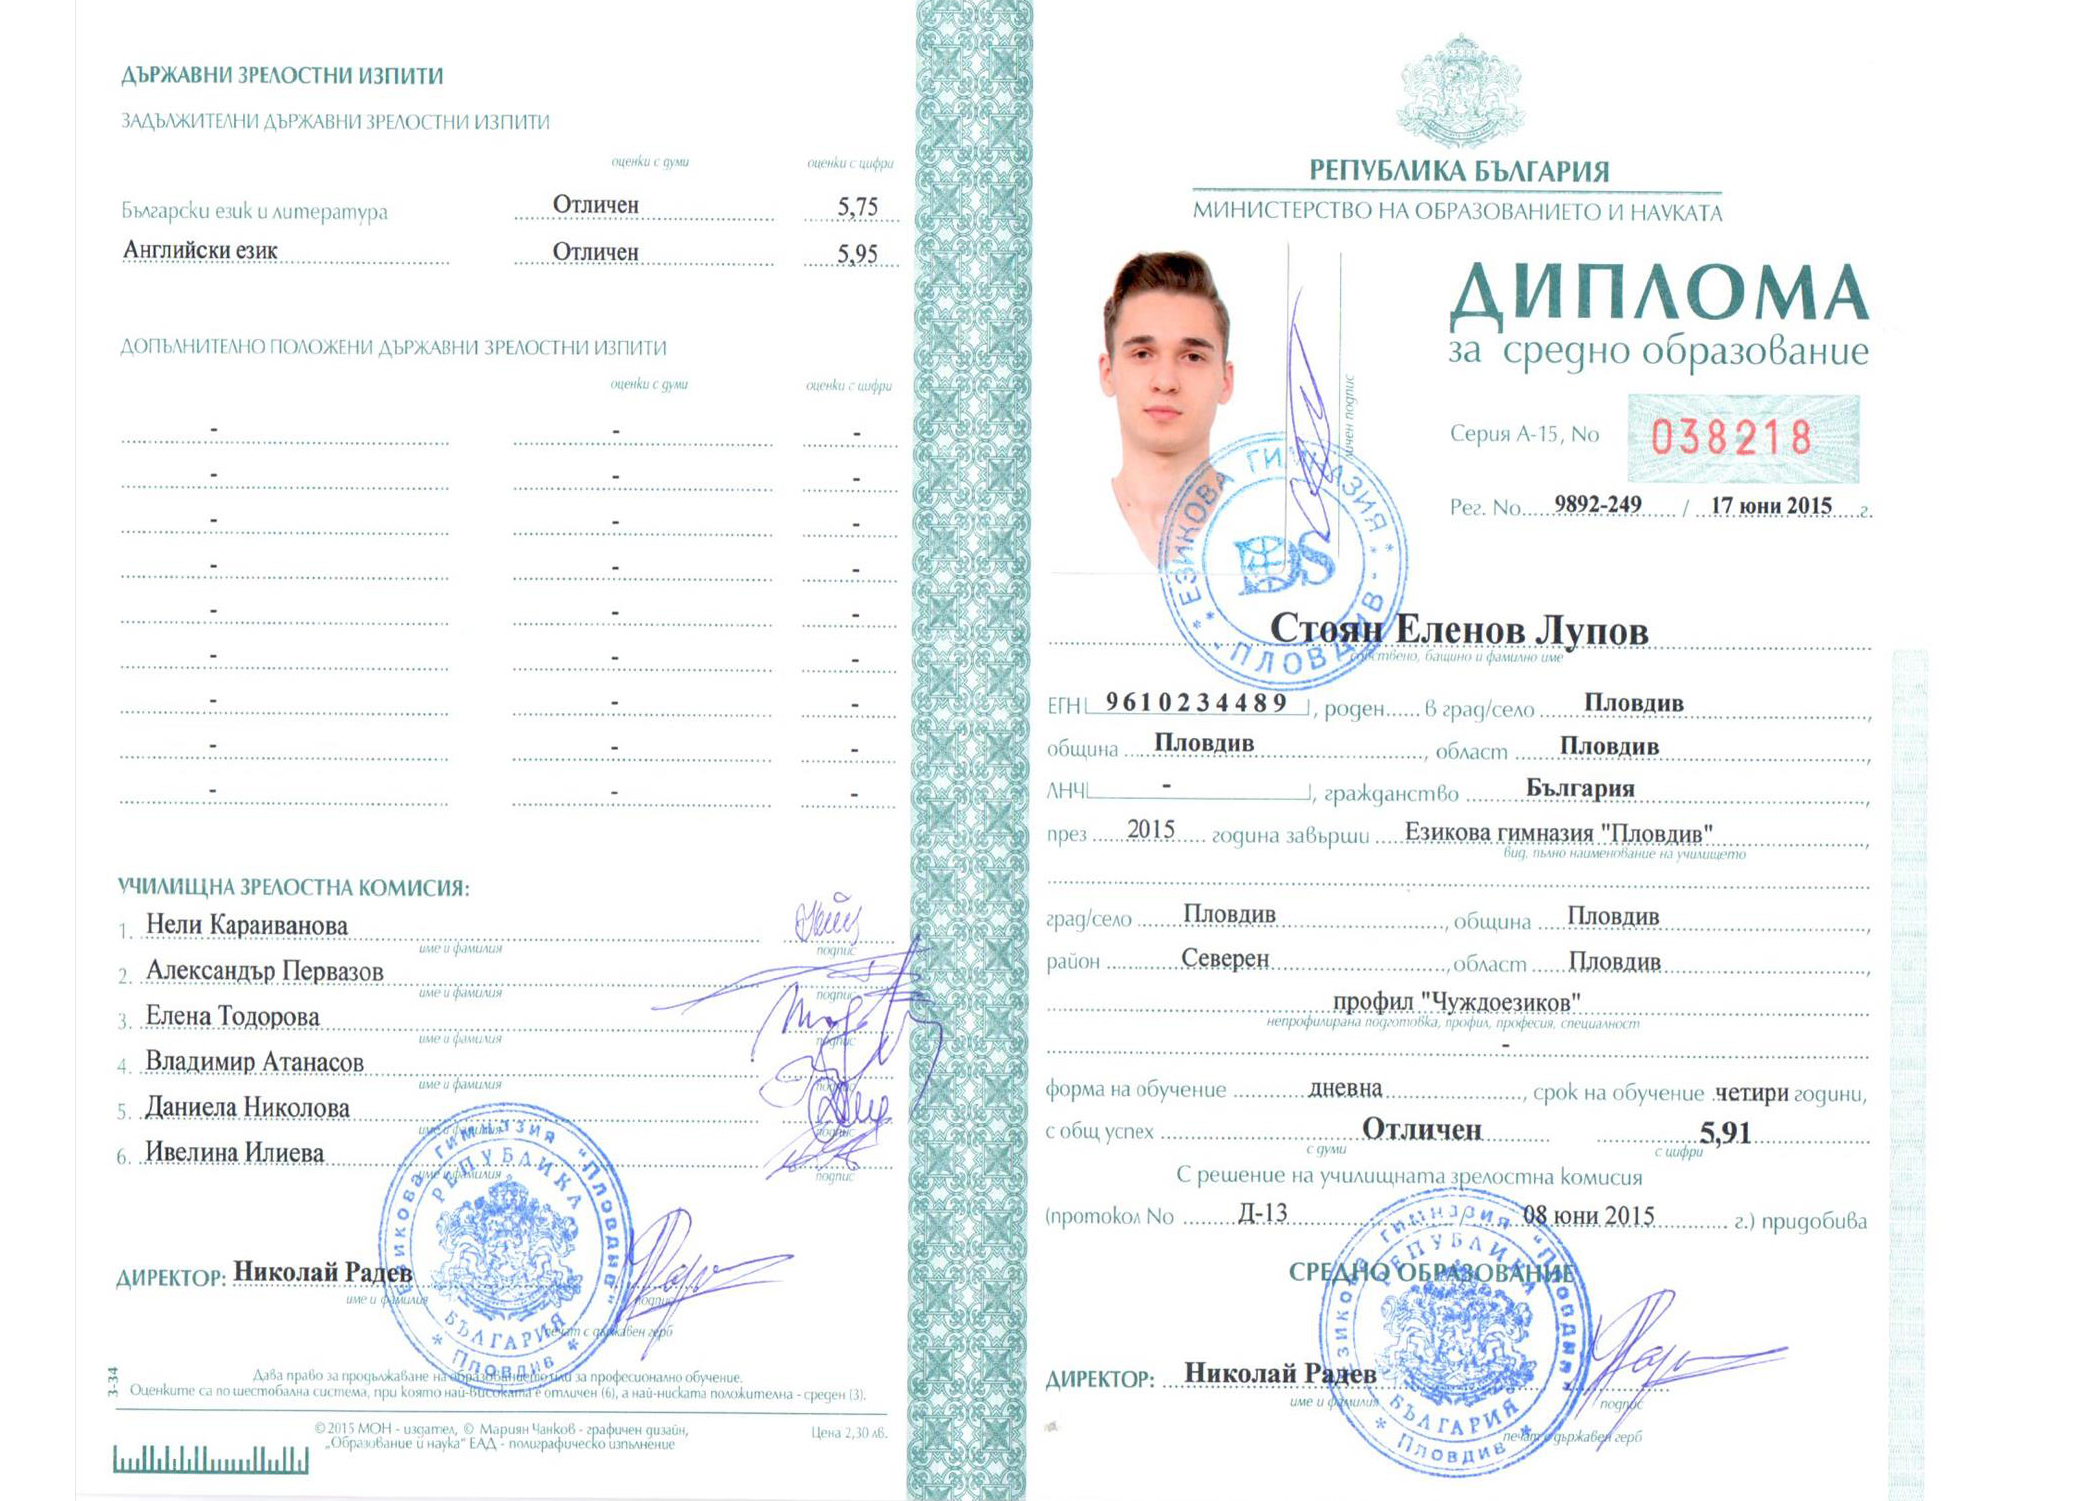 ДЪРЖАВНИ ЗРЕЛОСТНИ ИЗПИТИ
ЗАДЪЛЖИТЕЛНИ ДЪРЖАВНИ ЗРЕЛОСТНИ ИЗПИТИ
оценки с думи оценки с цифри
Български език и литература Отличен 5,75
Английски език Отличен 5,95
ДОПЪЛНИТЕЛНО ПОЛОЖЕНИ ДЪРЖАВНИ ЗРЕЛОСТНИ ИЗПИТИ
оценки с думи оценки с цифри
- - -
- - -
- - -
- - -
- - -
- - -
- - -
- - -
- - -
УЧИЛИЩНА ЗРЕЛОСТНА КОМИСИЯ:
1. Нели Караиванова
име и фамилия подпис
2. Александър Первазов
име и фамилия подпис
3. Елена Тодорова
име и фамилия подпис
4. Владимир Атанасов
име и фамилия подпис
5. Даниела Николова
име и фамилия подпис
6. Ивелина Илиева
име и фамилия подпис
Езикова гимназия "Пловдив"
РЕПУБЛИКА БЪЛГАРИЯ
* Пловдив *
ДИРЕКТОР: Николай Радев
име и фамилия подпис
печат с държавен герб
3-34
Дава право за продължаване на образованието или за професионално обучение.
Оценките са по шестобална система, при която най-високата е отличен (6), а най-ниската положителна - среден (3).
©2015 МОН - издател, © Мариян Чанков - графичен дизайн,
„Образование и наука" ЕАД - полиграфическо изпълнение
Цена 2,30 лв.
РЕПУБЛИКА БЪЛГАРИЯ
МИНИСТЕРСТВО НА ОБРАЗОВАНИЕТО И НАУКАТА
ДИПЛОМА
за средно образование
личен подпис
Серия А-15, No 038218
Рег. No 9892-249 / 17 юни 2015 г.
* ЕЗИКОВА ГИМНАЗИЯ *
ПЛОВДИВ
Стоян Еленов Лупов
собствено, бащино и фамилно име
ЕГН 9610234489, роден в град/село Пловдив,
община Пловдив, област Пловдив,
ЛНЧ -, гражданство България,
през 2015 година завърши Езикова гимназия "Пловдив",
вид, пълно наименование на училището
град/село Пловдив, община Пловдив,
район Северен, област Пловдив,
профил "Чуждоезиков"
непрофилирана подготовка, профил, професия, специалност
-
форма на обучение дневна, срок на обучение четири години,
с общ успех Отличен 5,91
с думи с цифри
С решение на училищната зрелостна комисия
(протокол No Д-13 / 08 юни 2015 г.) придобива
СРЕДНО ОБРАЗОВАНИЕ
Езикова гимназия "Пловдив"
РЕПУБЛИКА БЪЛГАРИЯ
* Пловдив *
ДИРЕКТОР: Николай Радев
име и фамилия подпис
печат с държавен герб